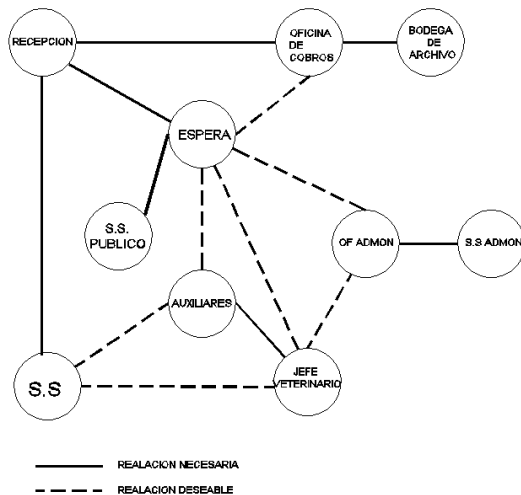 RECEPCION
OFICINA
DE
COBROS
BODEGA
DE
ARCHIVO
ESPERA
S.S.
PUBLICO
OF ADMON
S.S ADMON
AUXILIARES
S.S
JEFE
VETERINARIO
REALACION NECESARIA
REALACION DESEABLE